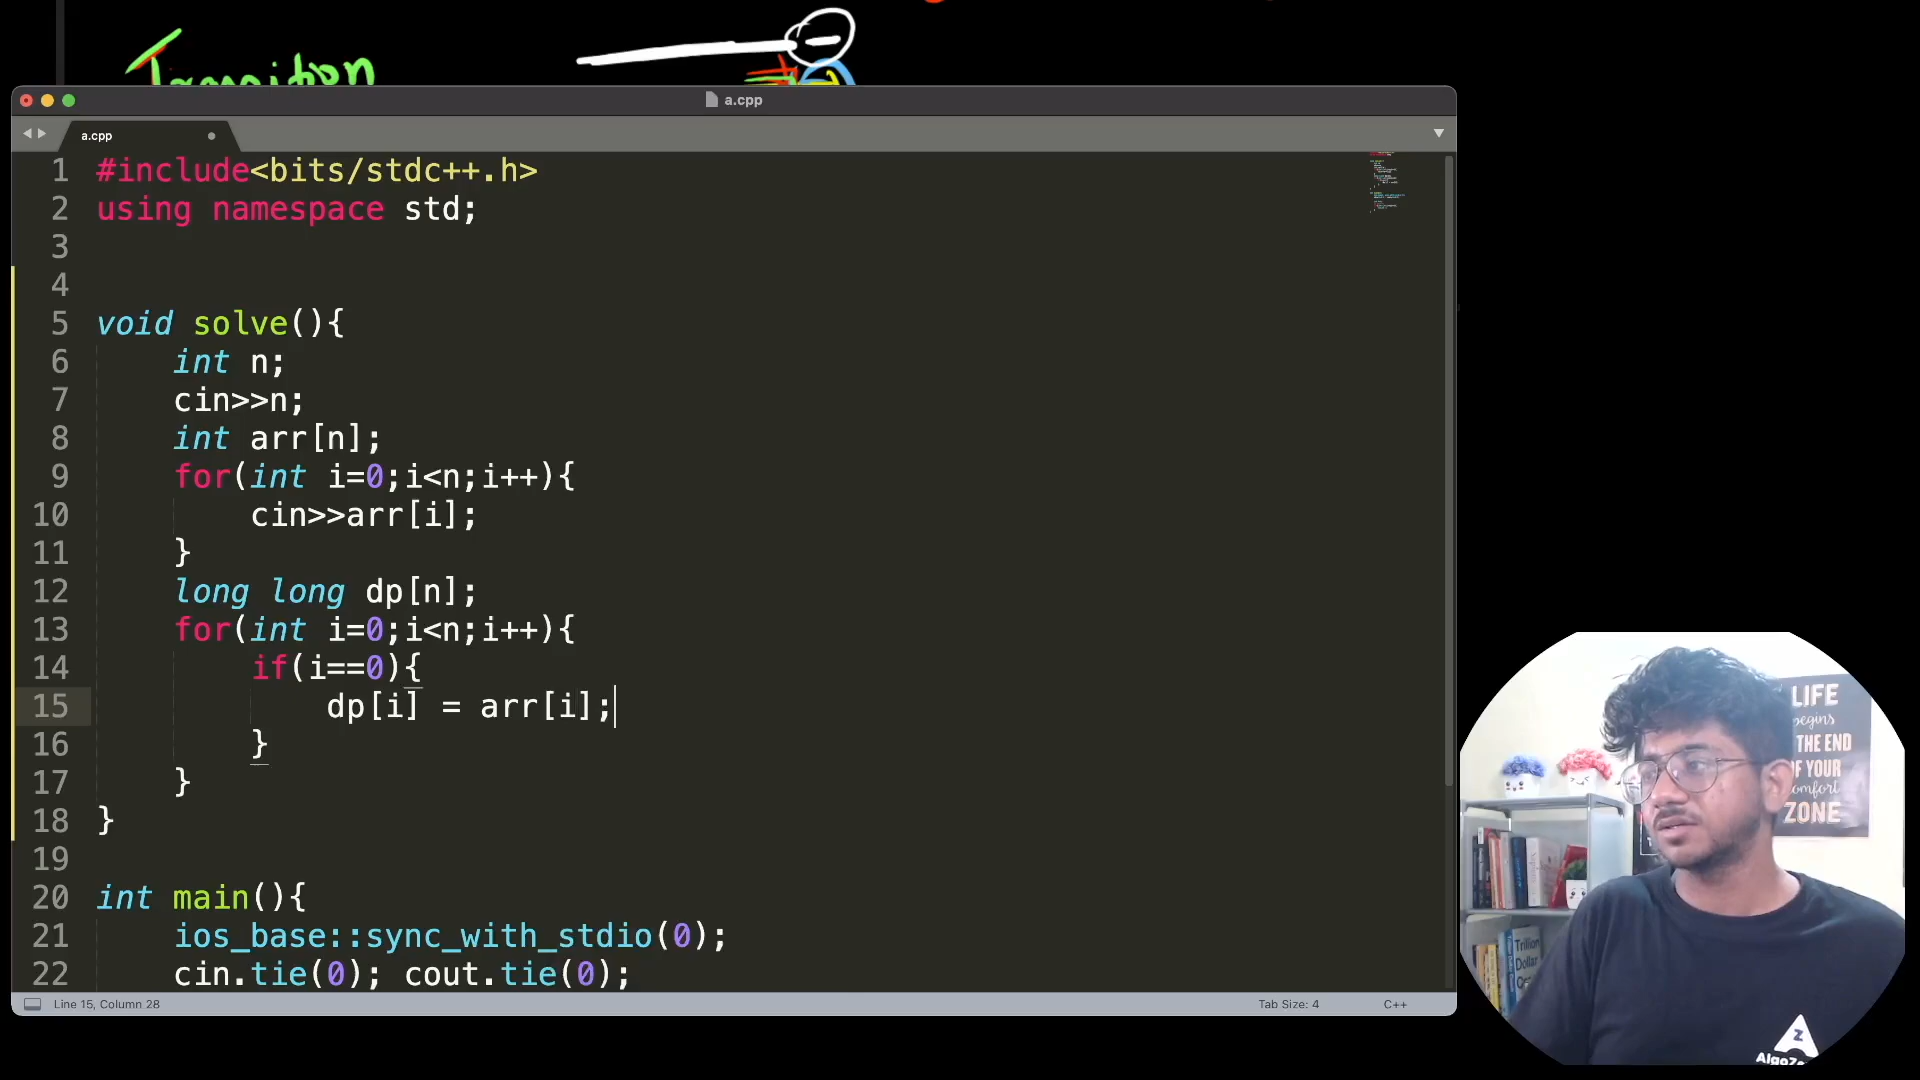 Transition
a.cpp
a.cpp
1 #include<bits/stdc++.h>
2 using namespace std;
3
4
5 void solve(){
6 int n;
7 cin>>n;
8 int arr[n];
9 for(int i=0;i<n;i++){
10 cin>>arr[i];
11 }
12 long long dp[n];
13 for(int i=0;i<n;i++){
14 if(i==0){
15 dp[i] = arr[i];
16 }
17 }
18 }
19
20 int main(){
21 ios_base::sync_with_stdio(0);
22 cin.tie(0); cout.tie(0);
Line 15, Column 28
Tab Size: 4
C++
LIFE
begins
THE END
OF YOUR
comfort
ZONE
Trillion
Dollar
Z